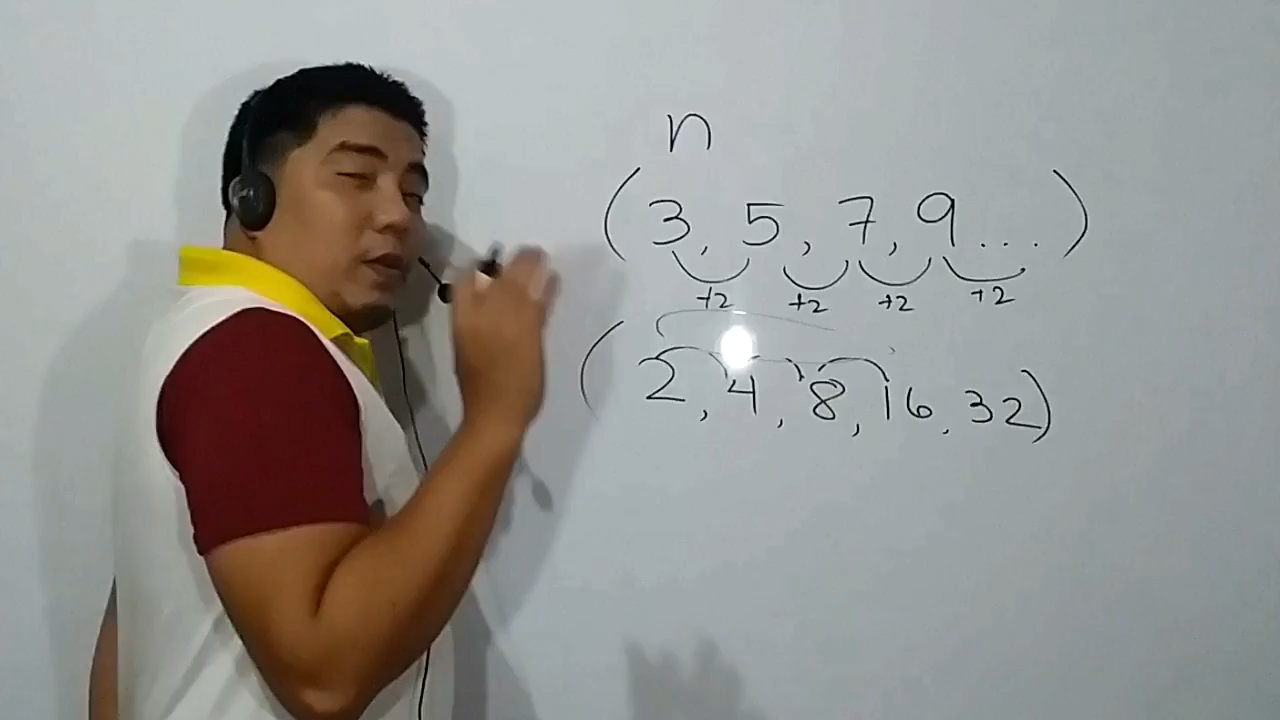 n
(3, 5, 7, 9...)
+2 +2 +2 +2
(2, 4, 8, 16, 32)